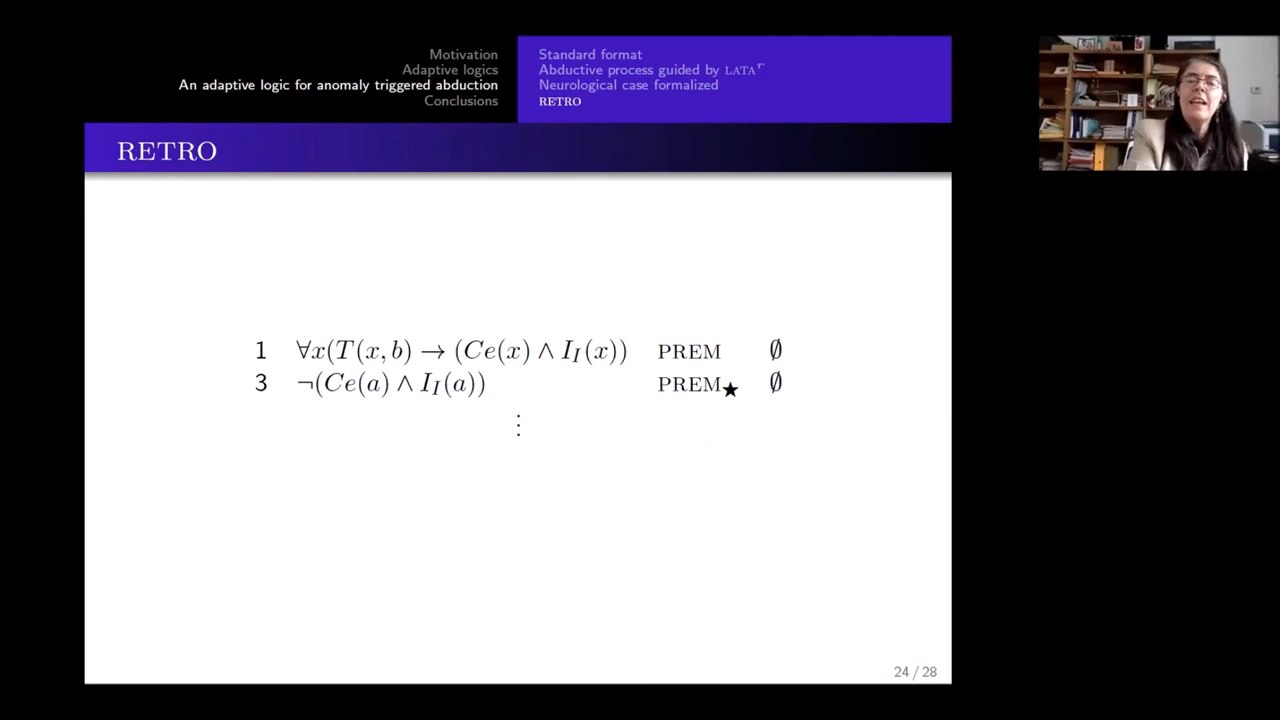 Motivation
Adaptive logics
An adaptive logic for anomaly triggered abduction
Conclusions
Standard format
Abductive process guided by LATAʳ
Neurological case formalized
RETRO
RETRO
1 ∀x(T(x, b) → (Ce(x) ∧ I_I(x)) PREM ∅
3 ¬(Ce(a) ∧ I_I(a)) PREM★ ∅
⋮
24 / 28